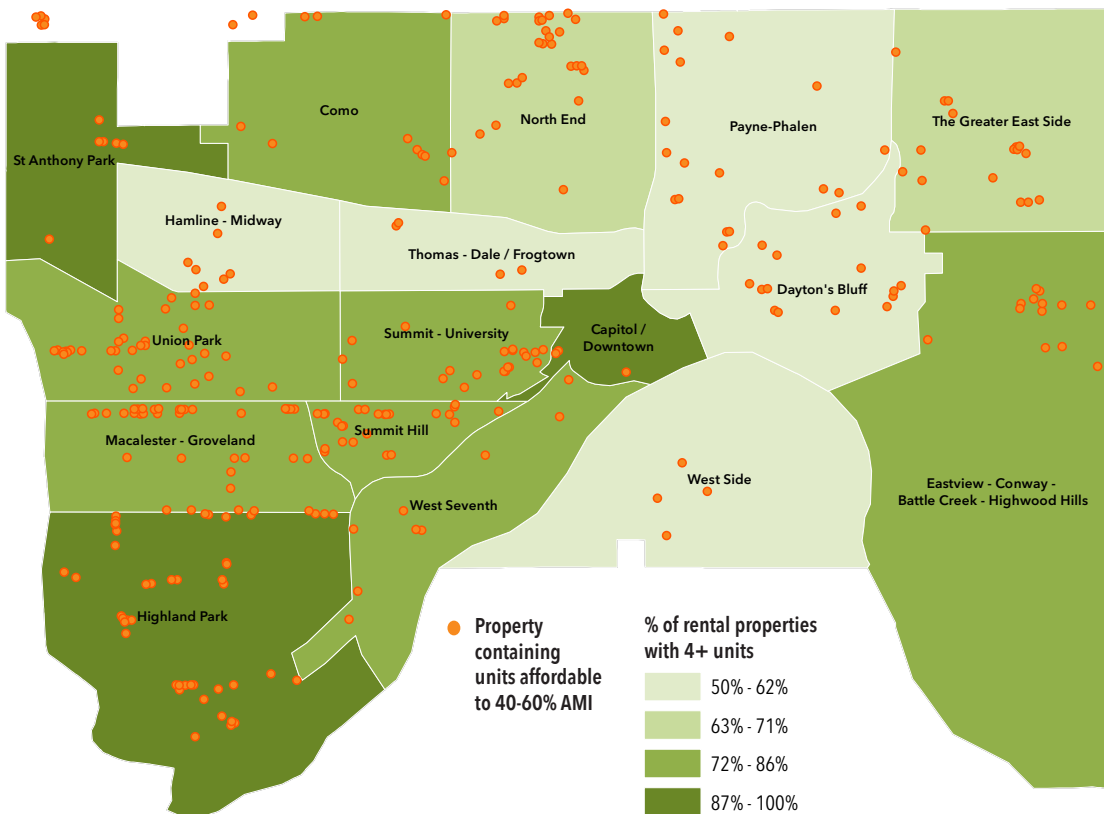 Como
North End
Payne-Phalen
The Greater East Side
St Anthony Park
Hamline - Midway
Thomas - Dale / Frogtown
Dayton's Bluff
Union Park
Summit - University
Capitol /
Downtown
Macalester - Groveland
Summit Hill
West Side
Eastview - Conway -
Battle Creek - Highwood Hills
West Seventh
Highland Park
Property
containing
units affordable
to 40-60% AMI
% of rental properties
with 4+ units
50% - 62%
63% - 71%
72% - 86%
87% - 100%